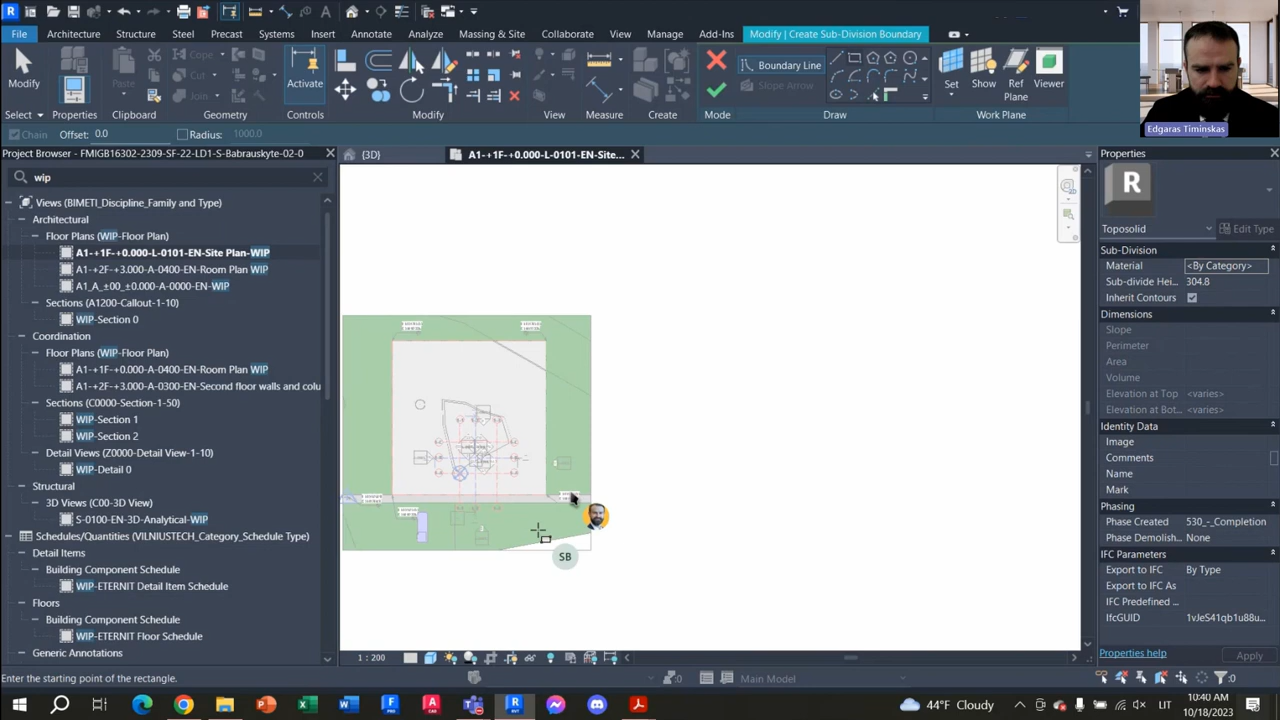 File
Architecture
Structure
Steel
Precast
Systems
Insert
Annotate
Analyze
Massing & Site
Collaborate
View
Manage
Add-Ins
Modify | Create Sub-Division Boundary
Modify
Paste
Cope
Cut
Join
Activate
Boundary Line
Slope Arrow
Set
Show
Ref
Plane
Viewer
Select
Properties
Clipboard
Geometry
Controls
Modify
View
Measure
Create
Mode
Draw
Work Plane
Edgaras Timinskas
Chain
Offset: 0.0
Radius: 1000.0
Project Browser - FMIGB16302-2309-SF-22-LD1-S-Babrauskyte-02-0
{3D}
A1-+1F-+0.000-L-0101-EN-Site...
Properties
wip
Views (BIMETI_Discipline_Family and Type)
Architectural
Floor Plans (WIP-Floor Plan)
A1-+1F-+0.000-L-0101-EN-Site Plan-WIP
A1-+2F-+3.000-A-0400-EN-Room Plan WIP
A1_A_±00_±0.000-A-0000-EN-WIP
Sections (A1200-Callout-1-10)
WIP-Section 0
Coordination
Floor Plans (WIP-Floor Plan)
A1-+1F-+0.000-A-0400-EN-Room Plan WIP
A1-+2F-+3.000-A-0300-EN-Second floor walls and colu
Sections (C0000-Section-1-50)
WIP-Section 1
WIP-Section 2
Detail Views (Z0000-Detail View-1-10)
WIP-Detail 0
Structural
3D Views (C00-3D View)
S-0100-EN-3D-Analytical-WIP
Schedules/Quantities (VILNIUSTECH_Category_Schedule Type)
Detail Items
Building Component Schedule
WIP-ETERNIT Detail Item Schedule
Floors
Building Component Schedule
WIP-ETERNIT Floor Schedule
Generic Annotations
SB
Toposolid
Edit Type
Sub-Division
Material <By Category>
Sub-divide Hei... 304.8
Inherit Contours
Dimensions
Slope
Perimeter
Area
Volume
Elevation at Top <varies>
Elevation at Bot... <varies>
Identity Data
Image
Comments
Name
Mark
Phasing
Phase Created 530_-_Completion
Phase Demolish... None
IFC Parameters
Export to IFC By Type
Export to IFC As
IFC Predefined ...
IfcGUID 1vJeS41qb1u88u...
Properties help
Apply
1 : 200
Enter the starting point of the rectangle.
:0
Main Model
:0
44°F Cloudy
LIT
10:40 AM
10/18/2023